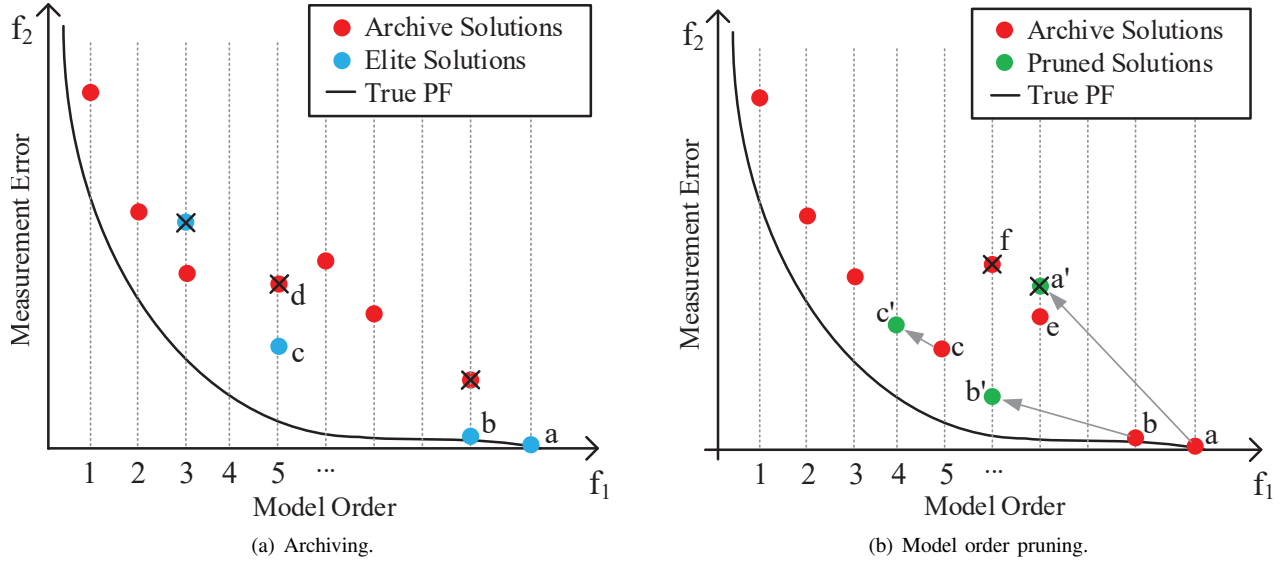 f2
Measurement Error
Archive Solutions
Elite Solutions
True PF
d
c
b
a
1 2 3 4 5 ...
f1
Model Order
(a) Archiving.
f2
Measurement Error
Archive Solutions
Pruned Solutions
True PF
f
a'
e
c'
c
b'
b
a
1 2 3 4 5 ...
f1
Model Order
(b) Model order pruning.